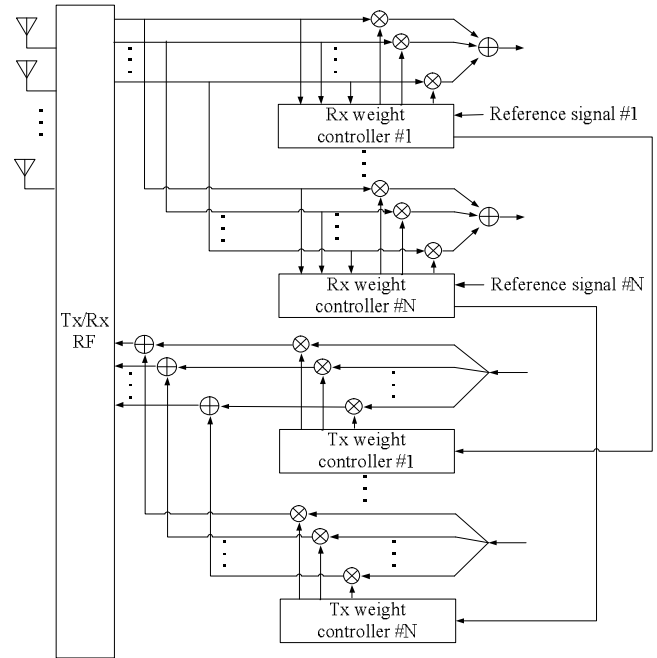 Rx weight
controller #1
Reference signal #1
Rx weight
controller #N
Reference signal #N
Tx/Rx
RF
Tx weight
controller #1
Tx weight
controller #N